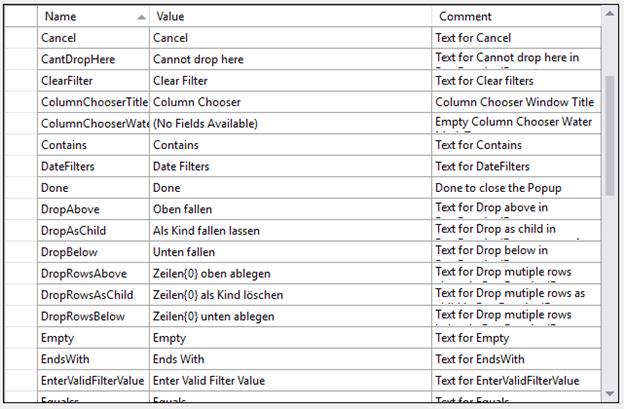 Name Value Comment
Cancel Cancel Text for Cancel
CantDropHere Cannot drop here Text for Cannot drop here in
ClearFilter Clear Filter Text for Clear filters
ColumnChooserTitle Column Chooser Column Chooser Window Title
ColumnChooserWate (No Fields Available) Empty Column Chooser Water
Contains Contains Text for Contains
DateFilters Date Filters Text for DateFilters
Done Done Done to close the Popup
DropAbove Oben fallen Text for Drop above in
DropAsChild Als Kind fallen lassen Text for Drop as child in
DropBelow Unten fallen Text for Drop below in
DropRowsAbove Zeilen{0} oben ablegen Text for Drop mutiple rows
DropRowsAsChild Zeilen{0} als Kind löschen Text for Drop mutiple rows as
DropRowsBelow Zeilen{0} unten ablegen Text for Drop mutiple rows
Empty Empty Text for Empty
EndsWith Ends With Text for EndsWith
EnterValidFilterValue Enter Valid Filter Value Text for EnterValidFilterValue
Equals Text for Equals